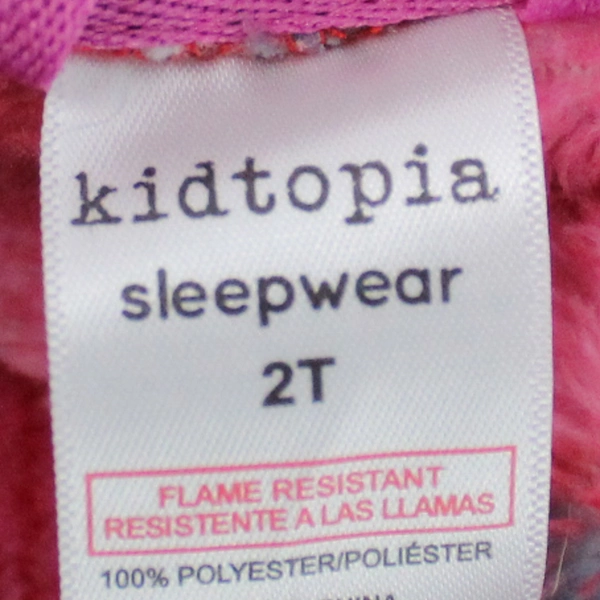 kidtopia
sleepwear
2T
FLAME RESISTANT
RESISTENTE A LAS LLAMAS
100% POLYESTER/POLIÉSTER